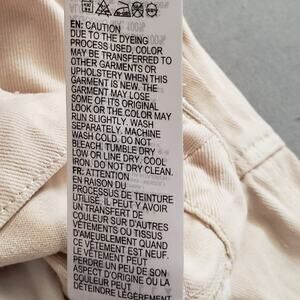 EN: CAUTION
DUE TO THE DYEING
PROCESS USED, COLOR
MAY BE TRANSFERRED TO
OTHER GARMENTS OR
UPHOLSTERY WHEN THIS
GARMENT IS NEW. THE
GARMENT MAY LOSE
SOME OF ITS ORIGINAL
LOOK OR THE COLOR MAY
RUN SLIGHTLY. WASH
SEPARATELY. MACHINE
WASH COLD. DO NOT
BLEACH. TUMBLE DRY
LOW OR LINE DRY. COOL
IRON. DO NOT DRY CLEAN.
FR: ATTENTION
EN RAISON DU
PROCESSUS DE TEINTURE
UTILISÉ, IL PEUT Y AVOIR
UN TRANSFERT DE
COULEUR SUR D'AUTRES
VÊTEMENTS OU TISSUS
D'AMEUBLEMENT QUAND
CE VÊTEMENT EST NEUF.
PERDRE UN PEU DE SON
ASPECT D'ORIGINE OU LA
COULEUR PEUT
DÉTEINDRE LÉGÈREMENT